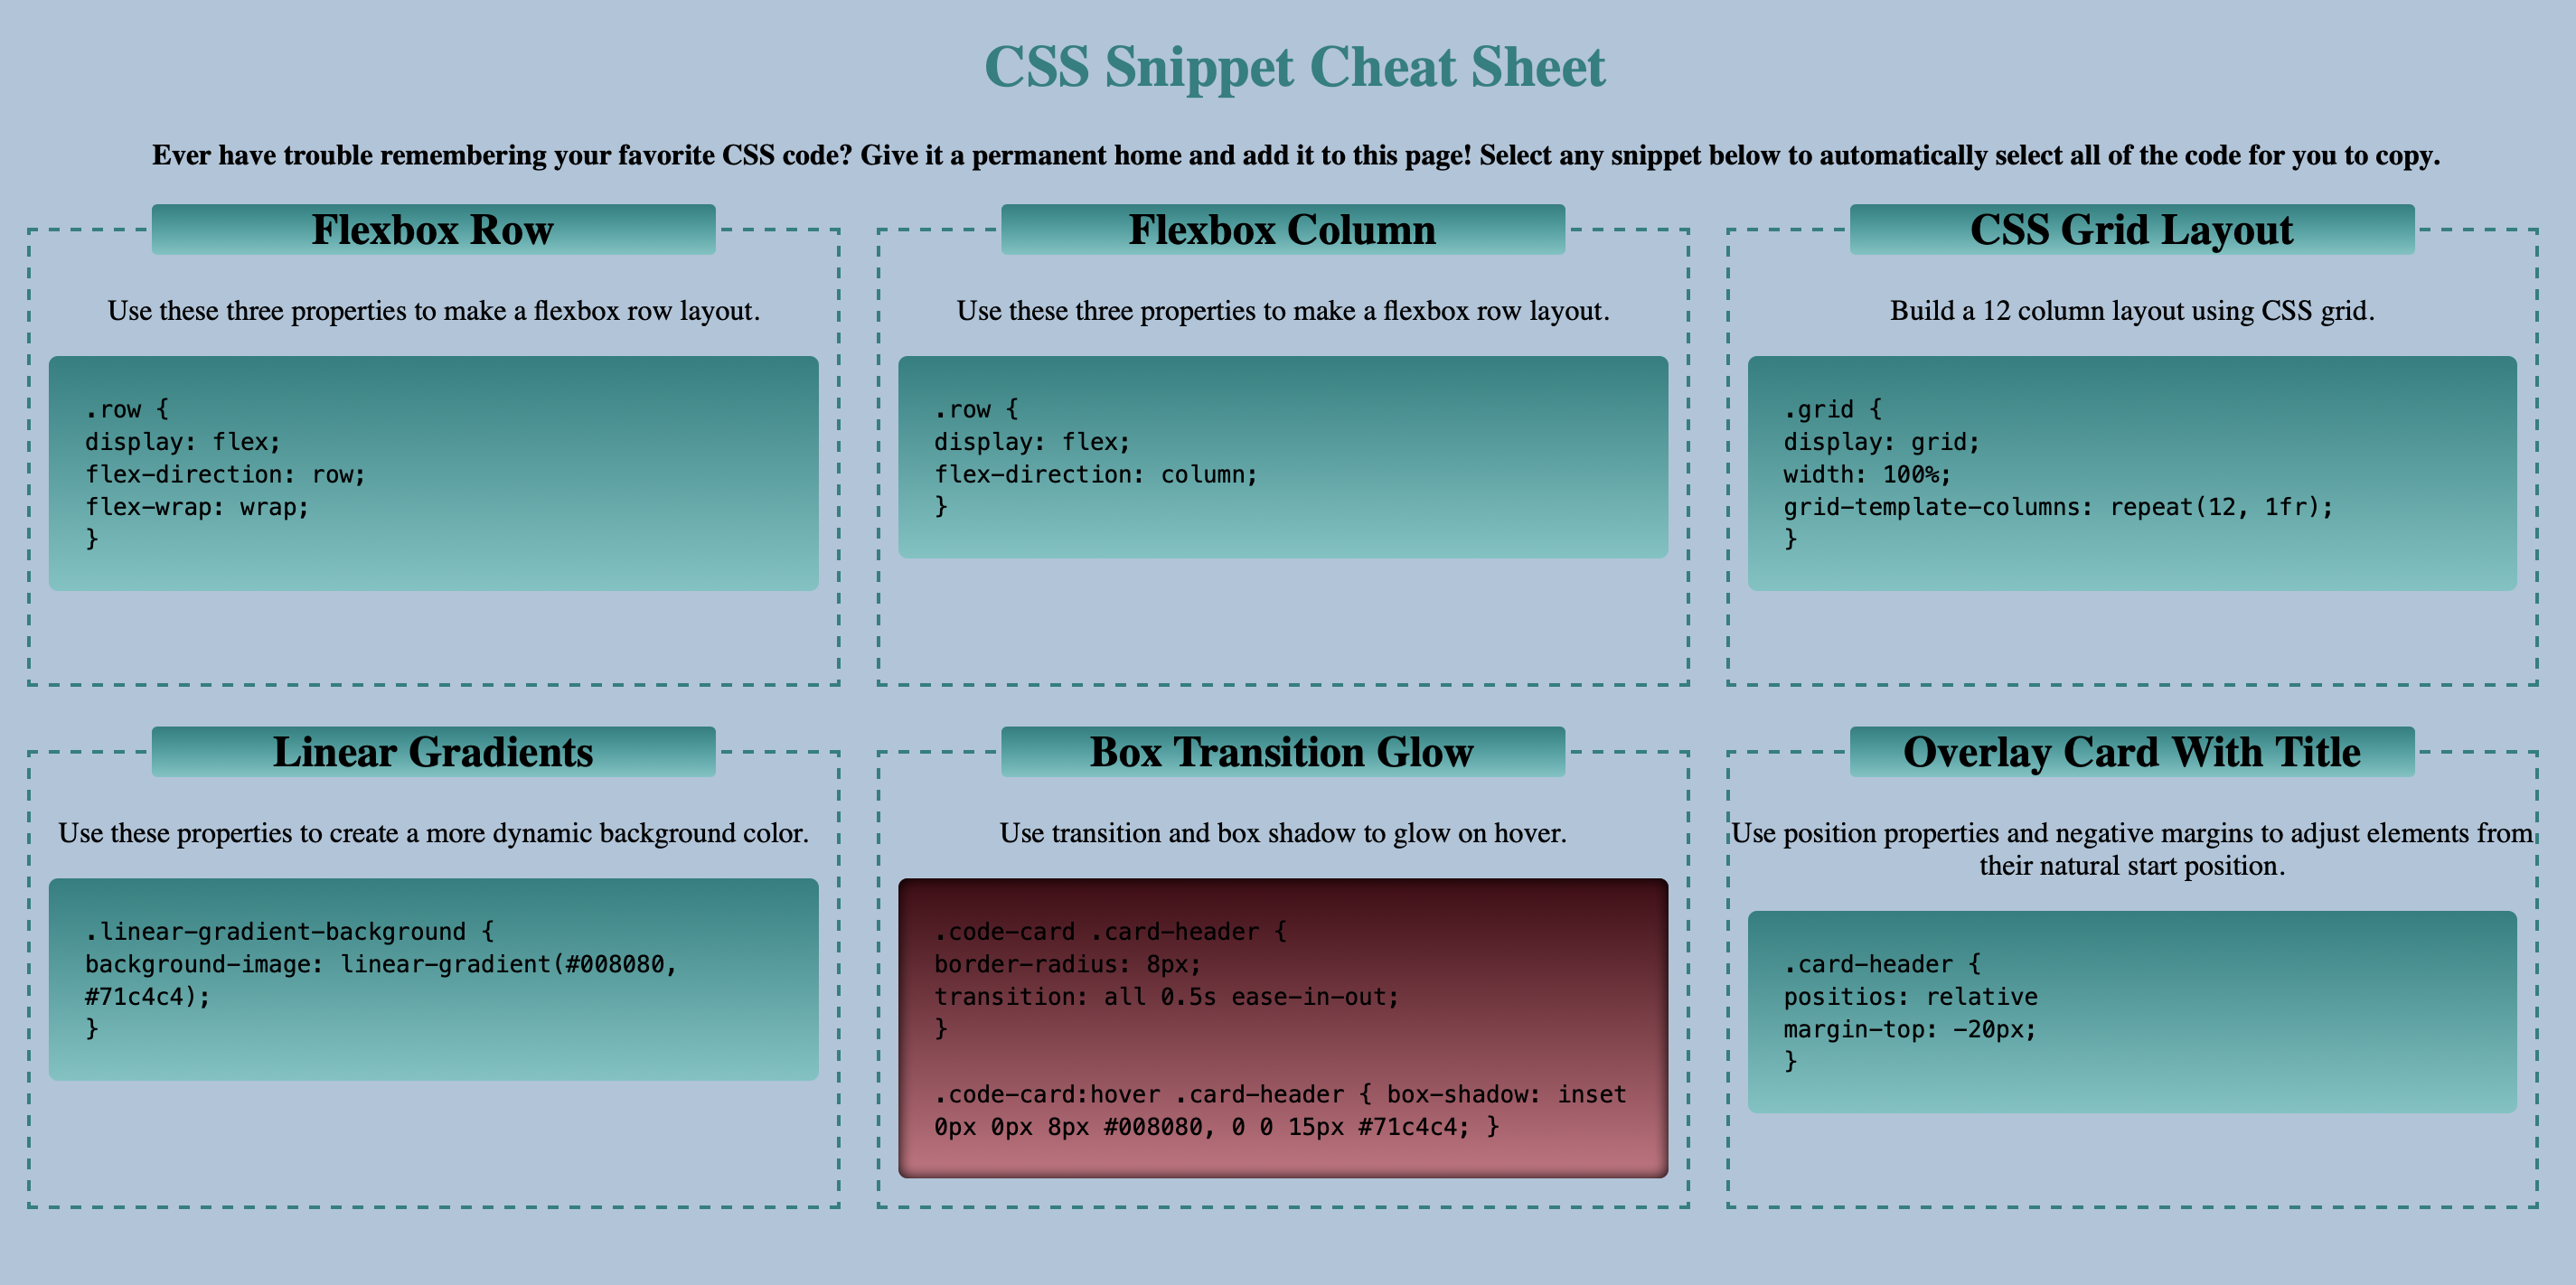 CSS Snippet Cheat Sheet
Ever have trouble remembering your favorite CSS code? Give it a permanent home and add it to this page! Select any snippet below to automatically select all of the code for you to copy.
Flexbox Row
Use these three properties to make a flexbox row layout.
.row {
display: flex;
flex-direction: row;
flex-wrap: wrap;
}
Flexbox Column
Use these three properties to make a flexbox row layout.
.row {
display: flex;
flex-direction: column;
}
CSS Grid Layout
Build a 12 column layout using CSS grid.
.grid {
display: grid;
width: 100%;
grid-template-columns: repeat(12, 1fr);
}
Linear Gradients
Use these properties to create a more dynamic background color.
.linear-gradient-background {
background-image: linear-gradient(#008080,
#71c4c4);
}
Box Transition Glow
Use transition and box shadow to glow on hover.
.code-card .card-header {
border-radius: 8px;
transition: all 0.5s ease-in-out;
}
.code-card:hover .card-header { box-shadow: inset
0px 0px 8px #008080, 0 0 15px #71c4c4; }
Overlay Card With Title
Use position properties and negative margins to adjust elements from
their natural start position.
.card-header {
positios: relative
margin-top: -20px;
}